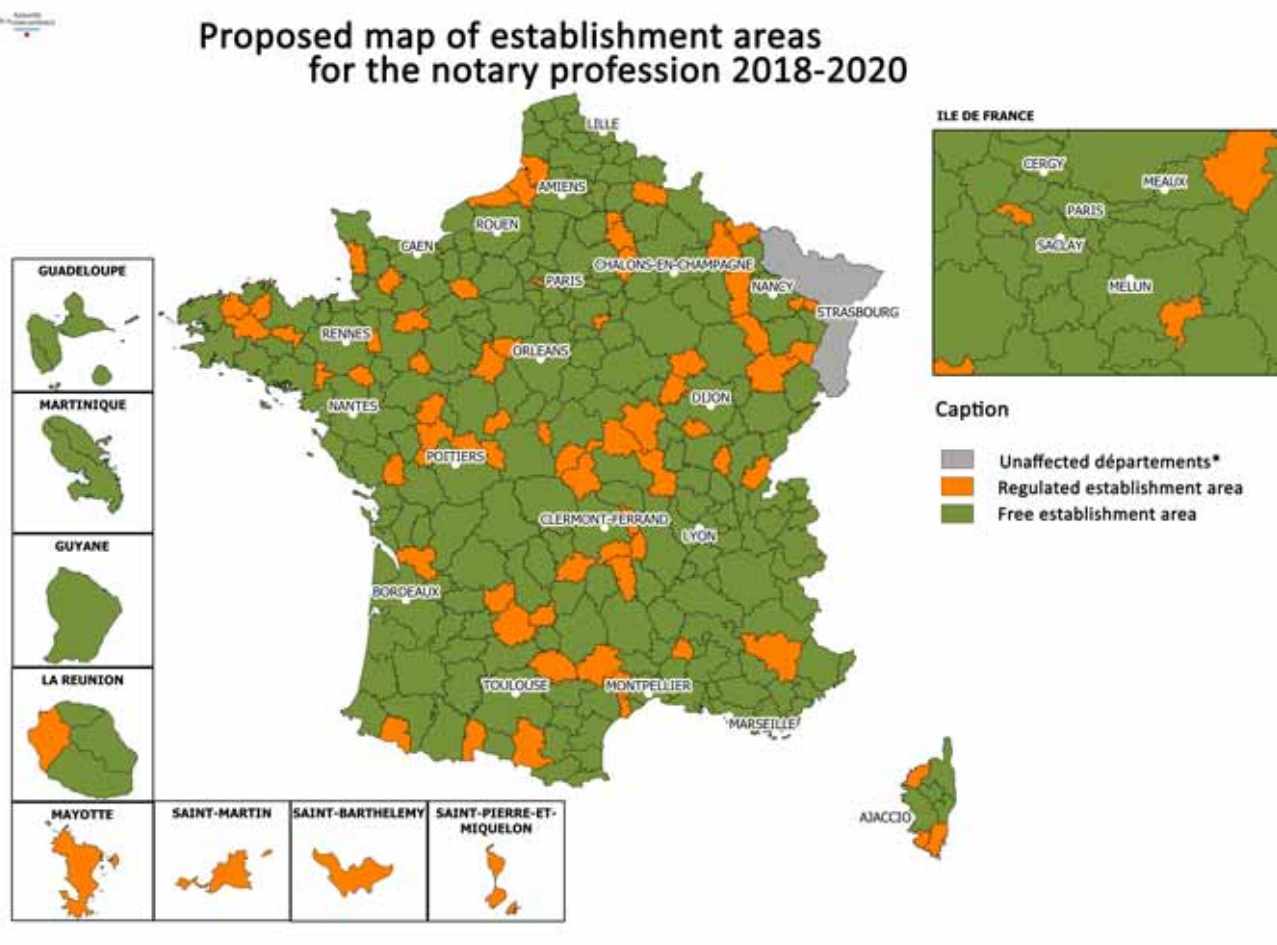 Proposed map of establishment areas
for the notary profession 2018-2020
ILE DE FRANCE
CERGY
MEAUX
PARIS
SACLAY
MELUN
LILLE
AMIENS
ROUEN
CAEN
CHALONS-EN-CHAMPAGNE
PARIS
NANCY
STRASBOURG
RENNES
ORLEANS
NANTES
DIJON
POITIERS
CLERMONT-FERRAND
LYON
BORDEAUX
TOULOUSE
MONTPELLIER
MARSEILLE
AJACCIO
GUADELOUPE
MARTINIQUE
GUYANE
LA REUNION
MAYOTTE
SAINT-MARTIN
SAINT-BARTHELEMY
SAINT-PIERRE-ET-
MIQUELON
Caption
Unaffected départements*
Regulated establishment area
Free establishment area